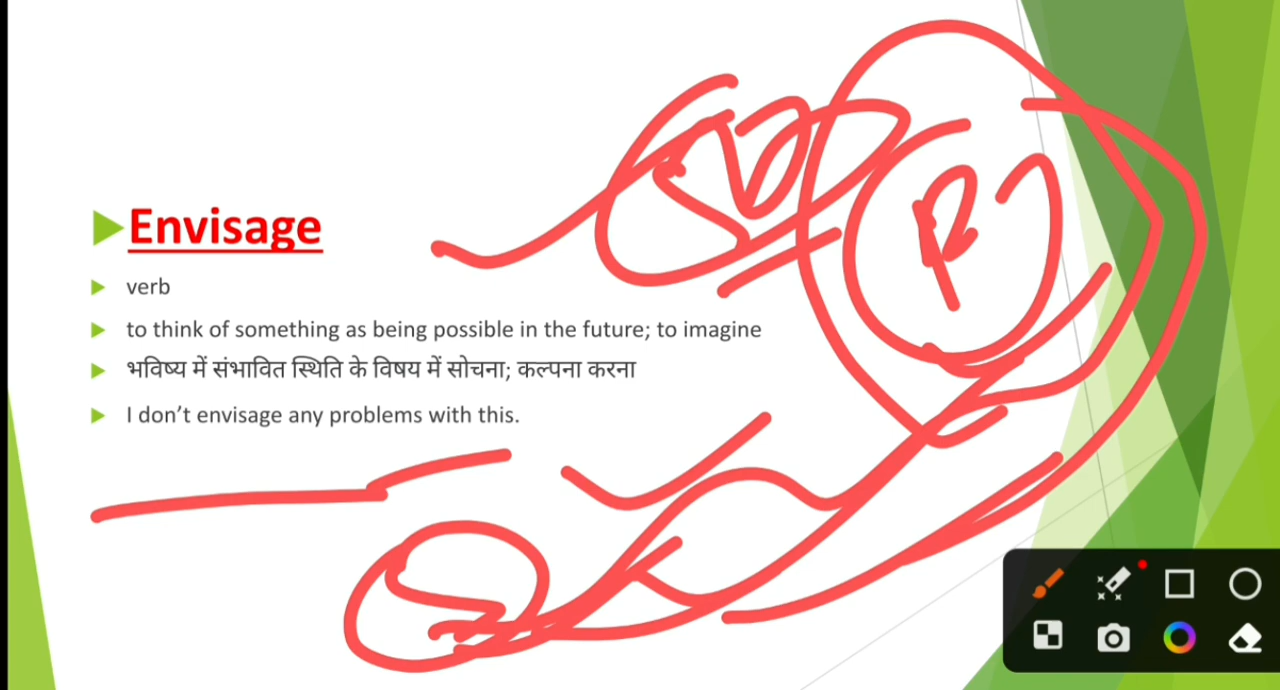 Envisage
verb
to think of something as being possible in the future; to imagine
भविष्य में संभावित स्थिति के विषय में सोचना; कल्पना करना
I don’t envisage any problems with this.